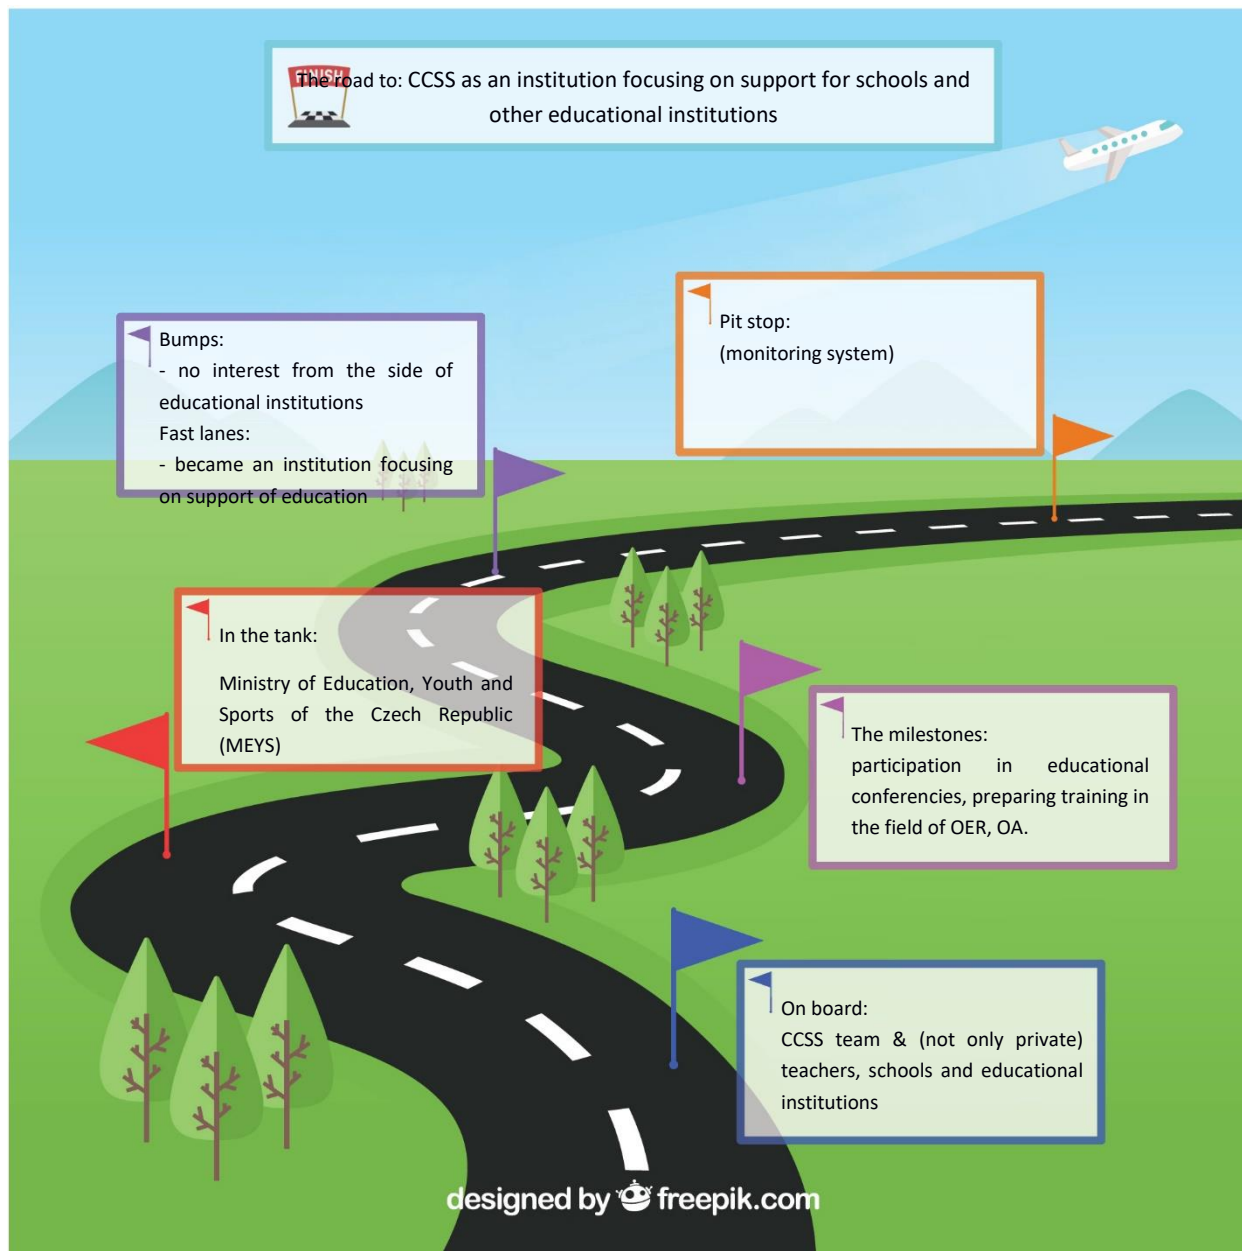 FINISH
The road to: CCSS as an institution focusing on support for schools and
other educational institutions
Pit stop:
(monitoring system)
Bumps:
- no interest from the side of
educational institutions
Fast lanes:
- became an institution focusing
on support of education
In the tank:
Ministry of Education, Youth and
Sports of the Czech Republic
(MEYS)
The milestones:
participation in educational
conferencies, preparing training in
the field of OER, OA.
On board:
CCSS team & (not only private)
teachers, schools and educational
institutions
designed by freepik.com